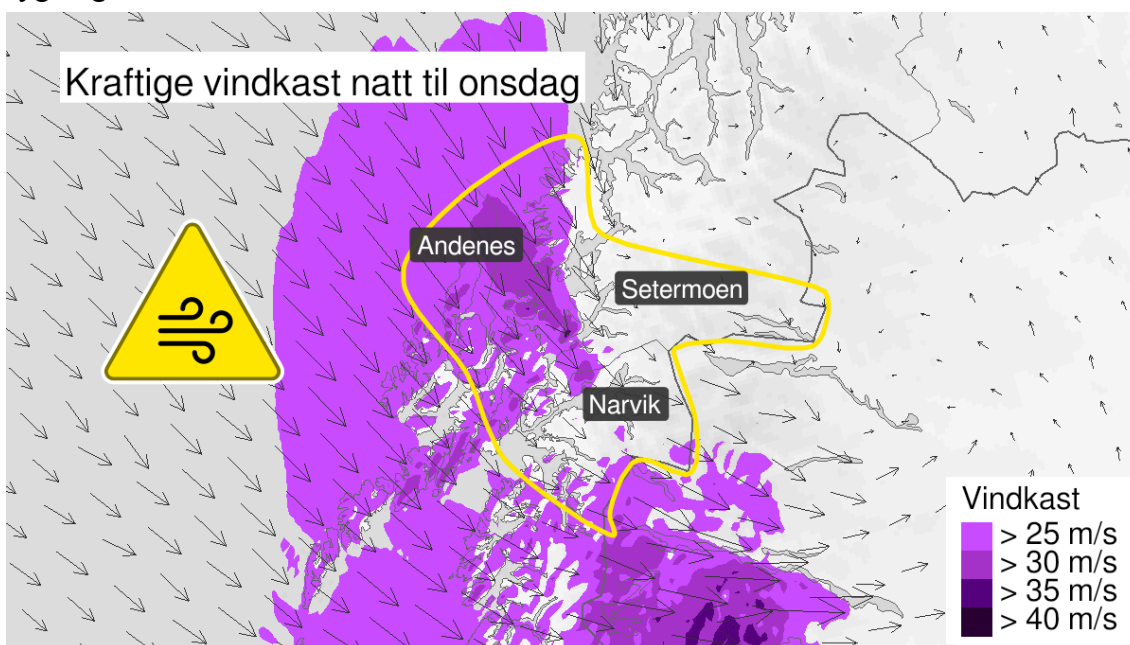 Kraftige vindkast natt til onsdag
Andenes
Setermoen
Narvik
Vindkast
> 25 m/s
> 30 m/s
> 35 m/s
> 40 m/s